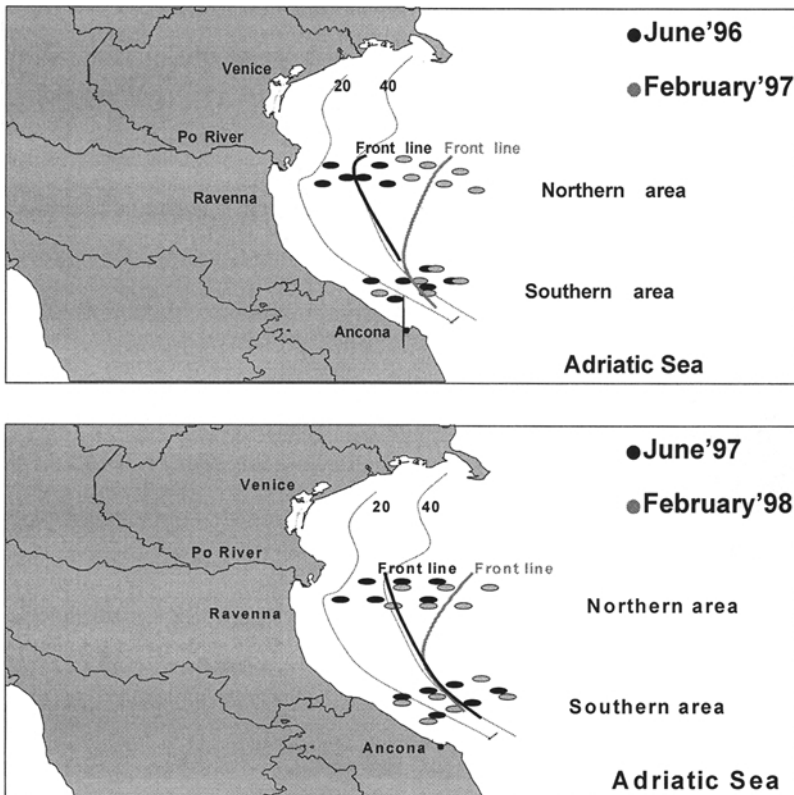 June'96
Venice
20 40
February'97
Po River
Front line Front line
Ravenna
Northern area
Southern area
Ancona
Adriatic Sea
June'97
Venice
20 40
February'98
Po River
Front line Front line
Ravenna
Northern area
Southern area
Ancona
Adriatic Sea